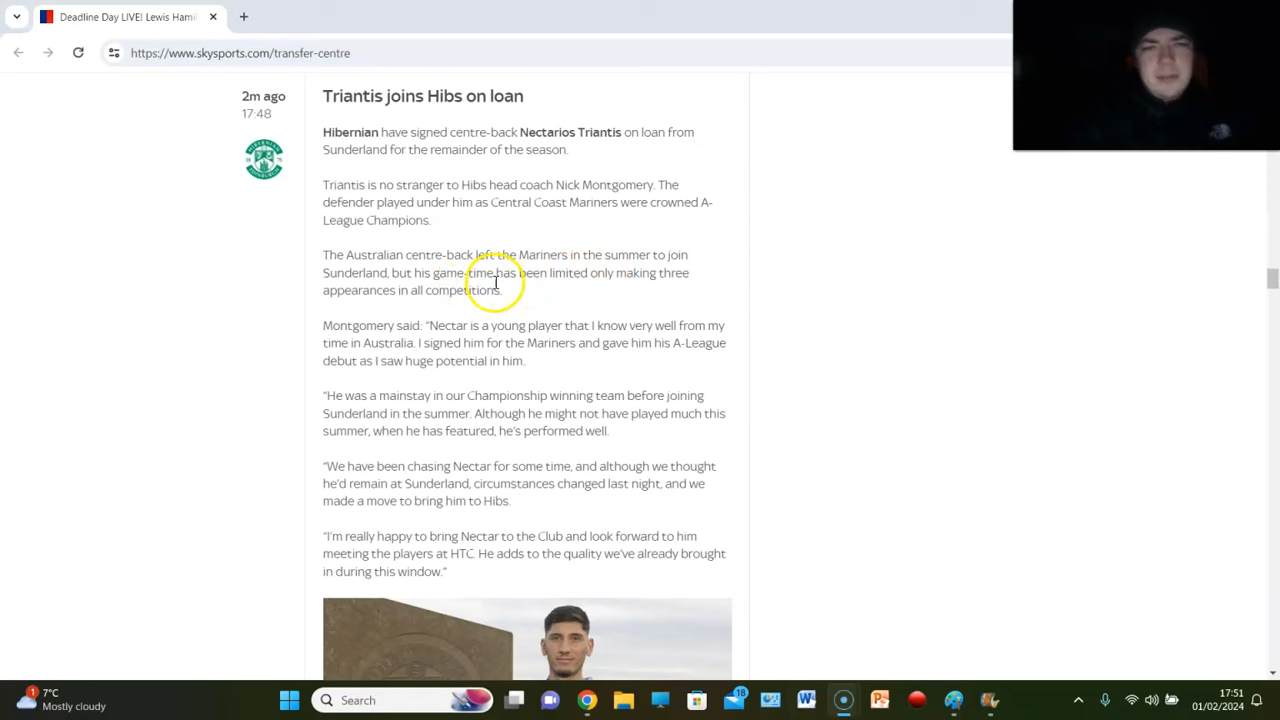 Deadline Day LIVE! Lewis Hamil
https://www.skysports.com/transfer-centre
2m ago
17:48
Triantis joins Hibs on loan
Hibernian have signed centre-back Nectarios Triantis on loan from
Sunderland for the remainder of the season.
Triantis is no stranger to Hibs head coach Nick Montgomery. The
defender played under him as Central Coast Mariners were crowned A-
League Champions.
The Australian centre-back left the Mariners in the summer to join
Sunderland, but his game-time has been limited only making three
appearances in all competitions.
Montgomery said: “Nectar is a young player that I know very well from my
time in Australia. I signed him for the Mariners and gave him his A-League
debut as I saw huge potential in him.
“He was a mainstay in our Championship winning team before joining
Sunderland in the summer. Although he might not have played much this
summer, when he has featured, he’s performed well.
“We have been chasing Nectar for some time, and although we thought
he’d remain at Sunderland, circumstances changed last night, and we
made a move to bring him to Hibs.
“I’m really happy to bring Nectar to the Club and look forward to him
meeting the players at HTC. He adds to the quality we’ve already brought
in during this window.”
1
7°C
Mostly cloudy
Search
18
17:51
01/02/2024